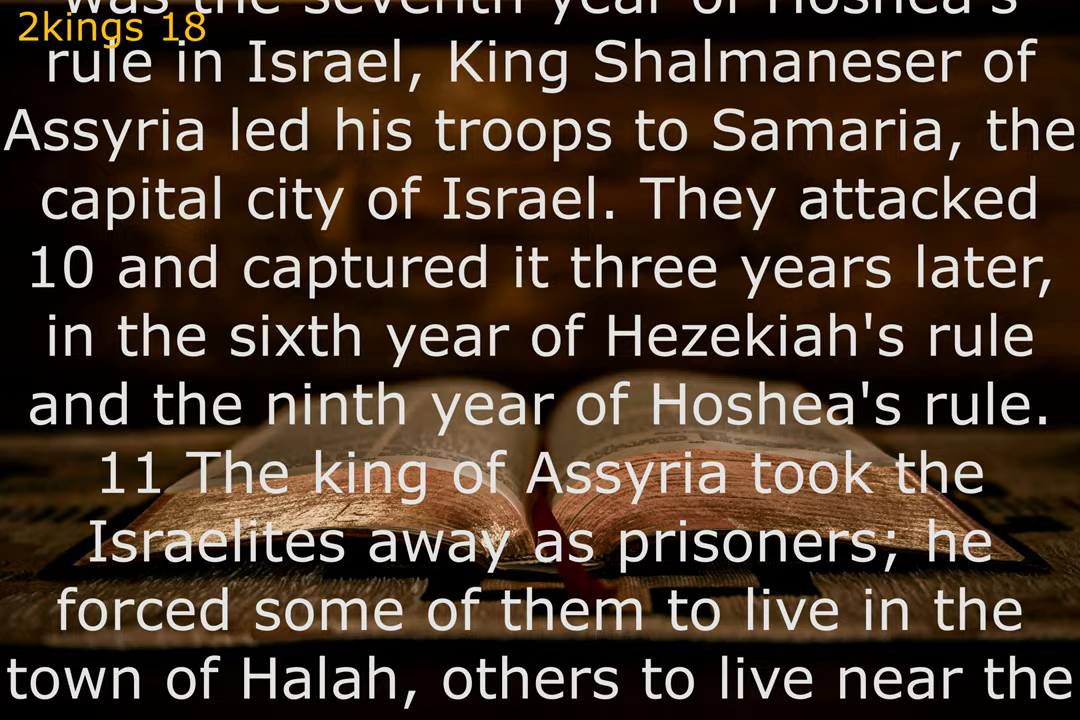 was the seventh year of Hoshea's
2kings 18
rule in Israel, King Shalmaneser of
Assyria led his troops to Samaria, the
capital city of Israel. They attacked
10 and captured it three years later,
in the sixth year of Hezekiah's rule
and the ninth year of Hoshea's rule.
11 The king of Assyria took the
Israelites away as prisoners; he
forced some of them to live in the
town of Halah, others to live near the